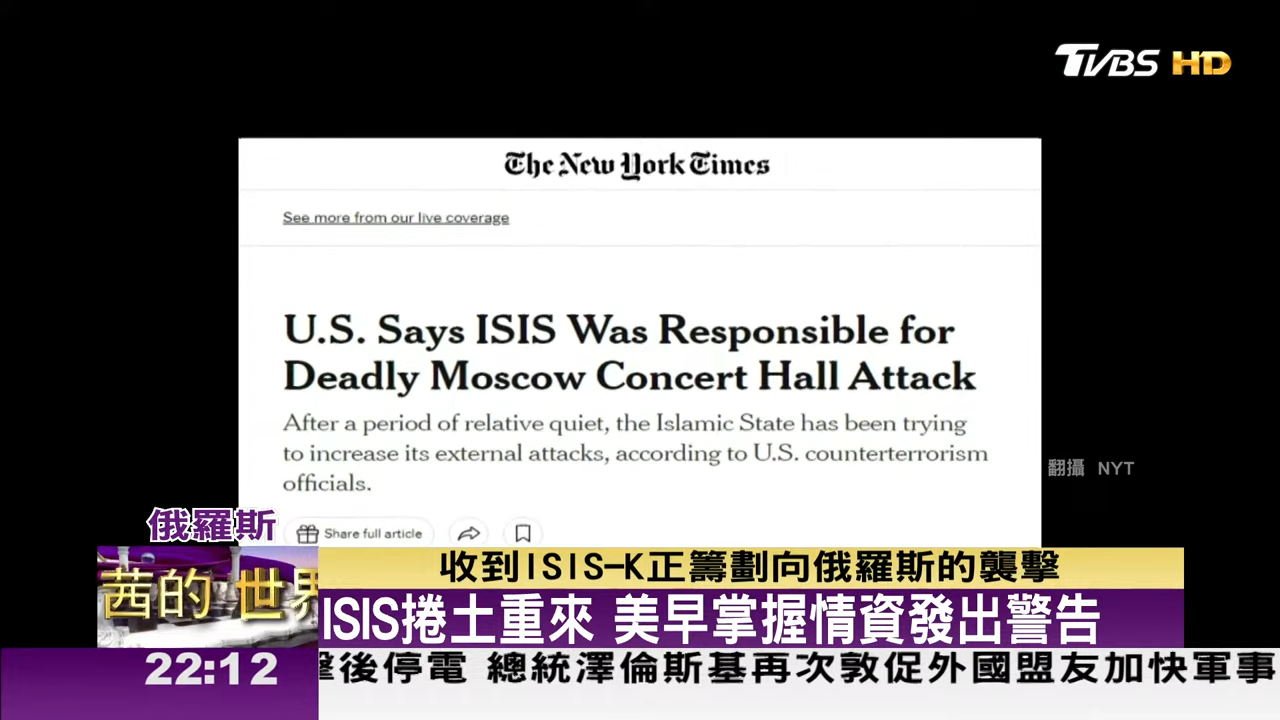 TVBS HD
The New York Times
See more from our live coverage
U.S. Says ISIS Was Responsible for
Deadly Moscow Concert Hall Attack
After a period of relative quiet, the Islamic State has been trying
to increase its external attacks, according to U.S. counterterrorism
officials.
翻攝 NYT
Share full article
俄羅斯
收到ISIS-K正籌劃向俄羅斯的襲擊
茜的 世界
ISIS捲土重來 美早掌握情資發出警告
22:12
擊後停電 總統澤倫斯基再次敦促外國盟友加快軍事